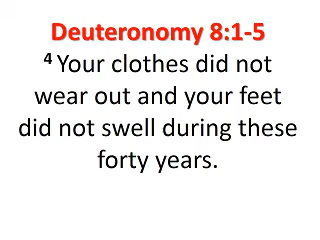 Deuteronomy 8:1-5
4 Your clothes did not
wear out and your feet
did not swell during these
forty years.